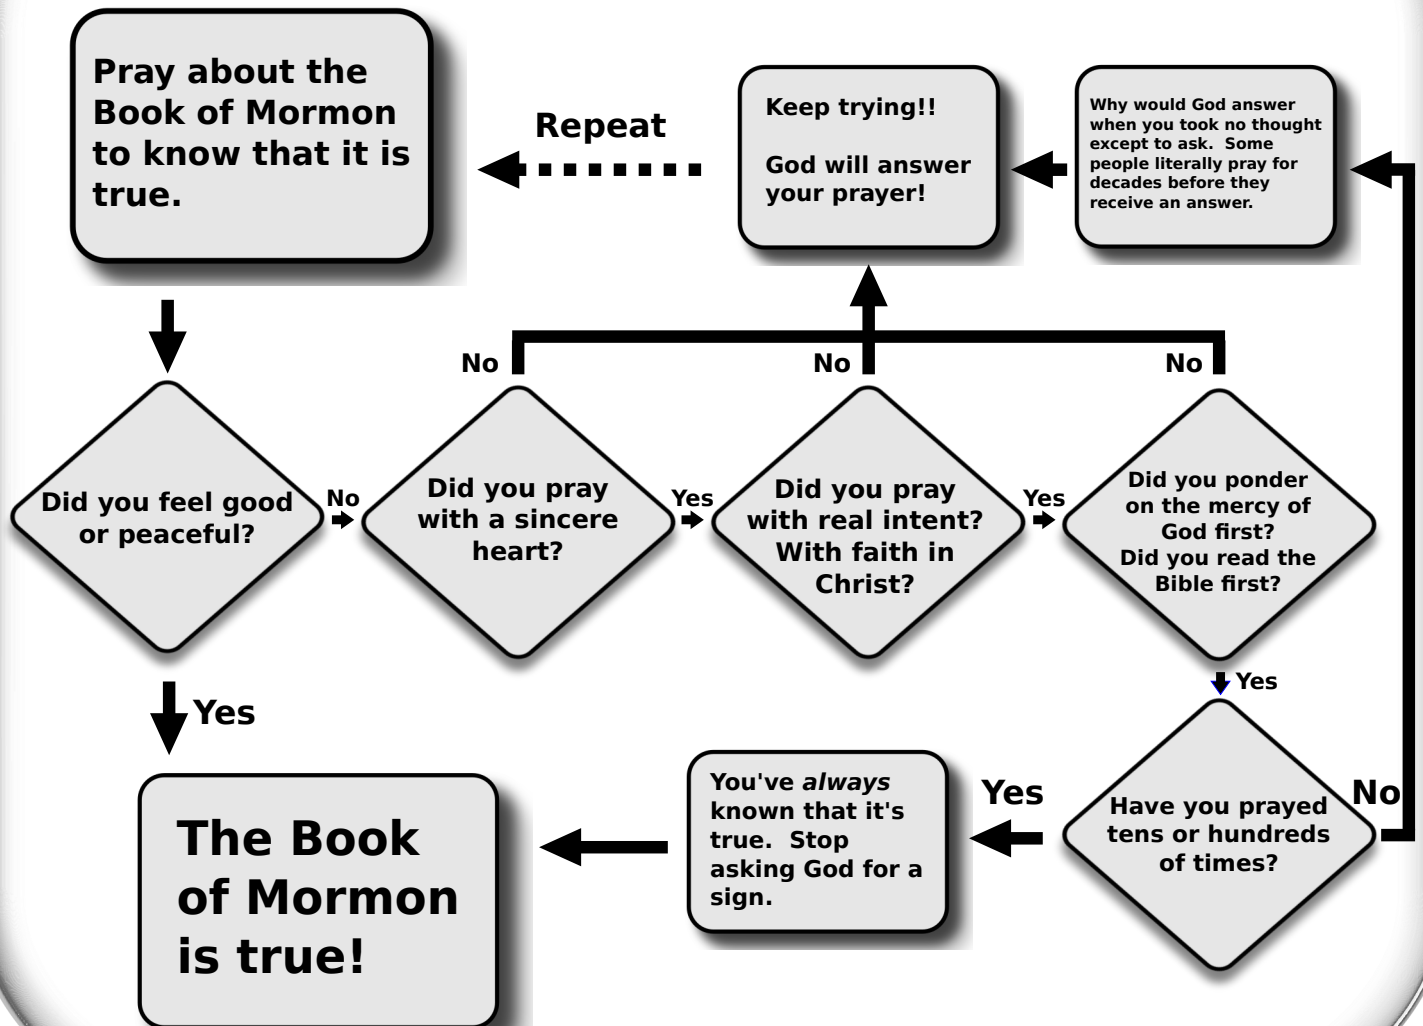 Pray about the
Book of Mormon
to know that it is
true.
Repeat
Keep trying!!
God will answer
your prayer!
Why would God answer
when you took no thought
except to ask.  Some
people literally pray for
decades before they
receive an answer.
No
No
No
Did you feel good
or peaceful?
No
Did you pray
with a sincere
heart?
Yes
Did you pray
with real intent?
With faith in
Christ?
Yes
Did you ponder
on the mercy of
God first?
Did you read the
Bible first?
Yes
Yes
The Book
of Mormon
is true!
You've always
known that it's
true.  Stop
asking God for a
sign.
Yes
Have you prayed
tens or hundreds
of times?
No